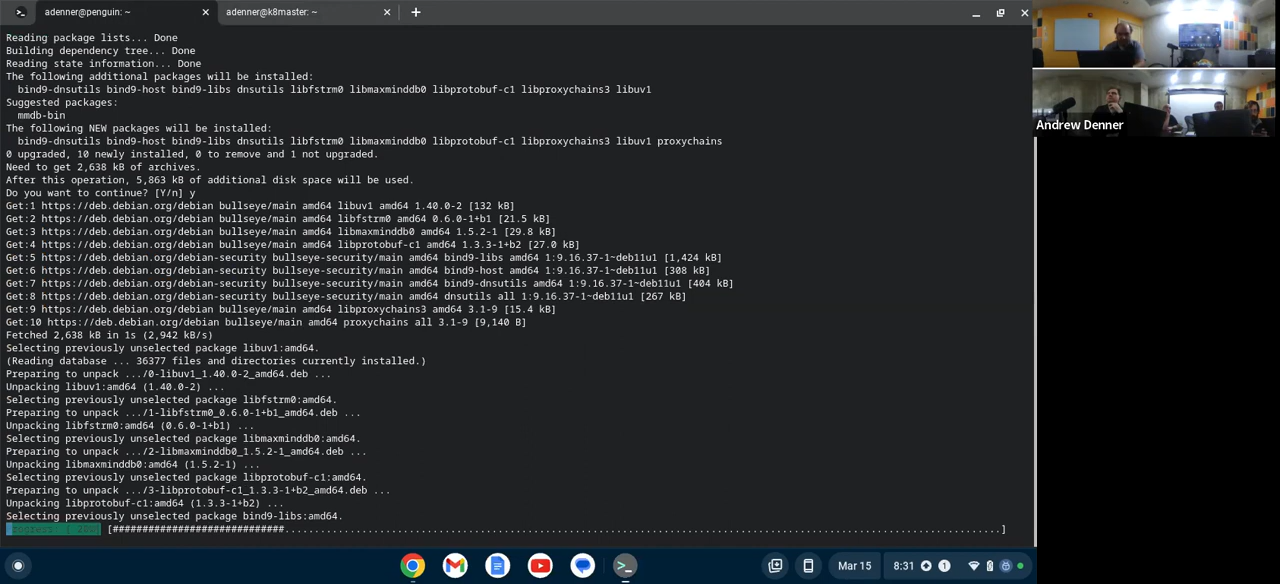 adenner@penguin: ~
adenner@k8master: ~
Reading package lists... Done
Building dependency tree... Done
Reading state information... Done
The following additional packages will be installed:
bind9-dnsutils bind9-host bind9-libs dnsutils libfstrm0 libmaxminddb0 libprotobuf-c1 libproxychains3 libuv1
Suggested packages:
mmdb-bin
The following NEW packages will be installed:
bind9-dnsutils bind9-host bind9-libs dnsutils libfstrm0 libmaxminddb0 libprotobuf-c1 libproxychains3 libuv1 proxychains
0 upgraded, 10 newly installed, 0 to remove and 1 not upgraded.
Need to get 2,638 kB of archives.
After this operation, 5,863 kB of additional disk space will be used.
Do you want to continue? [Y/n] y
Get:1 https://deb.debian.org/debian bullseye/main amd64 libuv1 amd64 1.40.0-2 [132 kB]
Get:2 https://deb.debian.org/debian bullseye/main amd64 libfstrm0 amd64 0.6.0-1+b1 [21.5 kB]
Get:3 https://deb.debian.org/debian bullseye/main amd64 libmaxminddb0 amd64 1.5.2-1 [29.8 kB]
Get:4 https://deb.debian.org/debian bullseye/main amd64 libprotobuf-c1 amd64 1.3.3-1+b2 [27.0 kB]
Get:5 https://deb.debian.org/debian-security bullseye-security/main amd64 bind9-libs amd64 1:9.16.37-1~deb11u1 [1,424 kB]
Get:6 https://deb.debian.org/debian-security bullseye-security/main amd64 bind9-host amd64 1:9.16.37-1~deb11u1 [308 kB]
Get:7 https://deb.debian.org/debian-security bullseye-security/main amd64 bind9-dnsutils amd64 1:9.16.37-1~deb11u1 [404 kB]
Get:8 https://deb.debian.org/debian-security bullseye-security/main amd64 dnsutils all 1:9.16.37-1~deb11u1 [267 kB]
Get:9 https://deb.debian.org/debian bullseye/main amd64 libproxychains3 amd64 3.1-9 [15.4 kB]
Get:10 https://deb.debian.org/debian bullseye/main amd64 proxychains all 3.1-9 [9,140 B]
Fetched 2,638 kB in 1s (2,942 kB/s)
Selecting previously unselected package libuv1:amd64.
(Reading database ... 36377 files and directories currently installed.)
Preparing to unpack .../0-libuv1_1.40.0-2_amd64.deb ...
Unpacking libuv1:amd64 (1.40.0-2) ...
Selecting previously unselected package libfstrm0:amd64.
Preparing to unpack .../1-libfstrm0_0.6.0-1+b1_amd64.deb ...
Unpacking libfstrm0:amd64 (0.6.0-1+b1) ...
Selecting previously unselected package libmaxminddb0:amd64.
Preparing to unpack .../2-libmaxminddb0_1.5.2-1_amd64.deb ...
Unpacking libmaxminddb0:amd64 (1.5.2-1) ...
Selecting previously unselected package libprotobuf-c1:amd64.
Preparing to unpack .../3-libprotobuf-c1_1.3.3-1+b2_amd64.deb ...
Unpacking libprotobuf-c1:amd64 (1.3.3-1+b2) ...
Selecting previously unselected package bind9-libs:amd64.
Andrew Denner
Mar 15
8:31
1